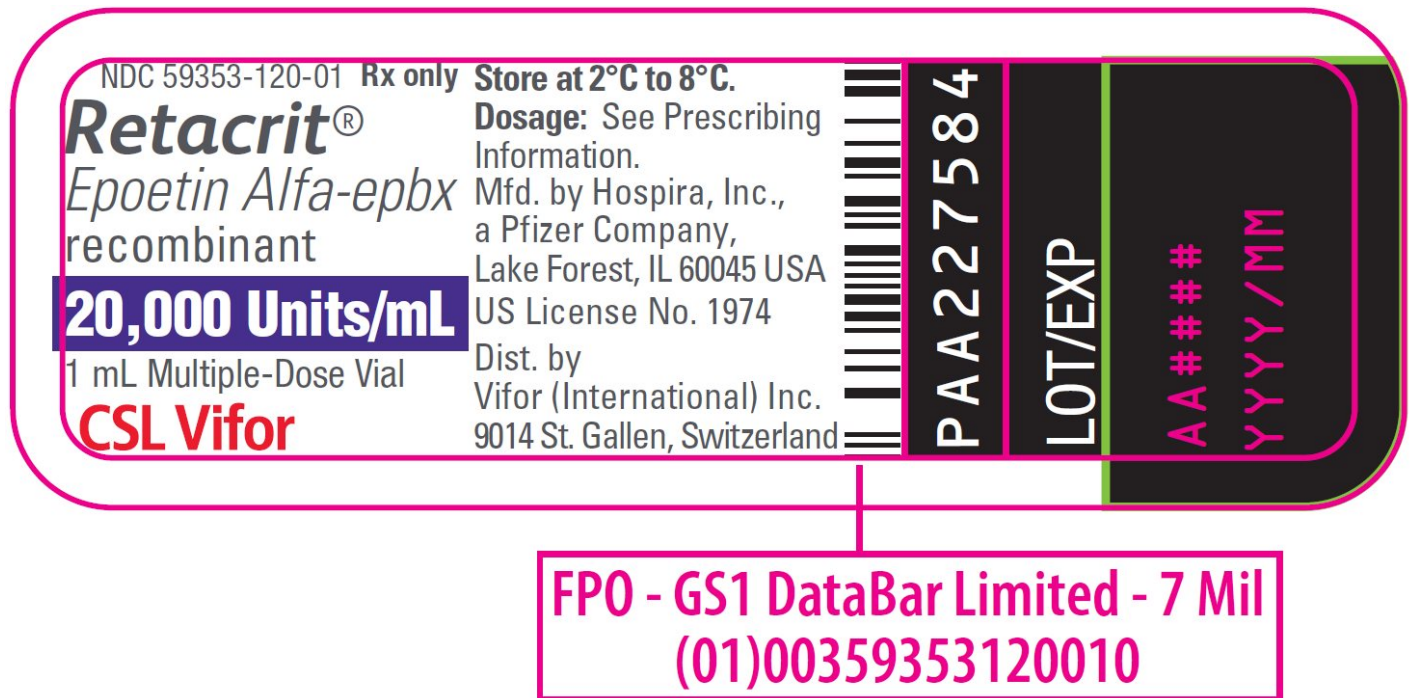 NDC 59353-120-01 Rx only
Retacrit®
Epoetin Alfa-epbx
recombinant
20,000 Units/mL
1 mL Multiple-Dose Vial
CSL Vifor
Store at 2°C to 8°C.
Dosage: See Prescribing
Information.
Mfd. by Hospira, Inc.,
a Pfizer Company,
Lake Forest, IL 60045 USA
US License No. 1974
Dist. by
Vifor (International) Inc.
9014 St. Gallen, Switzerland
PAA227584
LOT/EXP
AA####
YYYY/MM
FPO - GS1 DataBar Limited - 7 Mil
(01)00359353120010